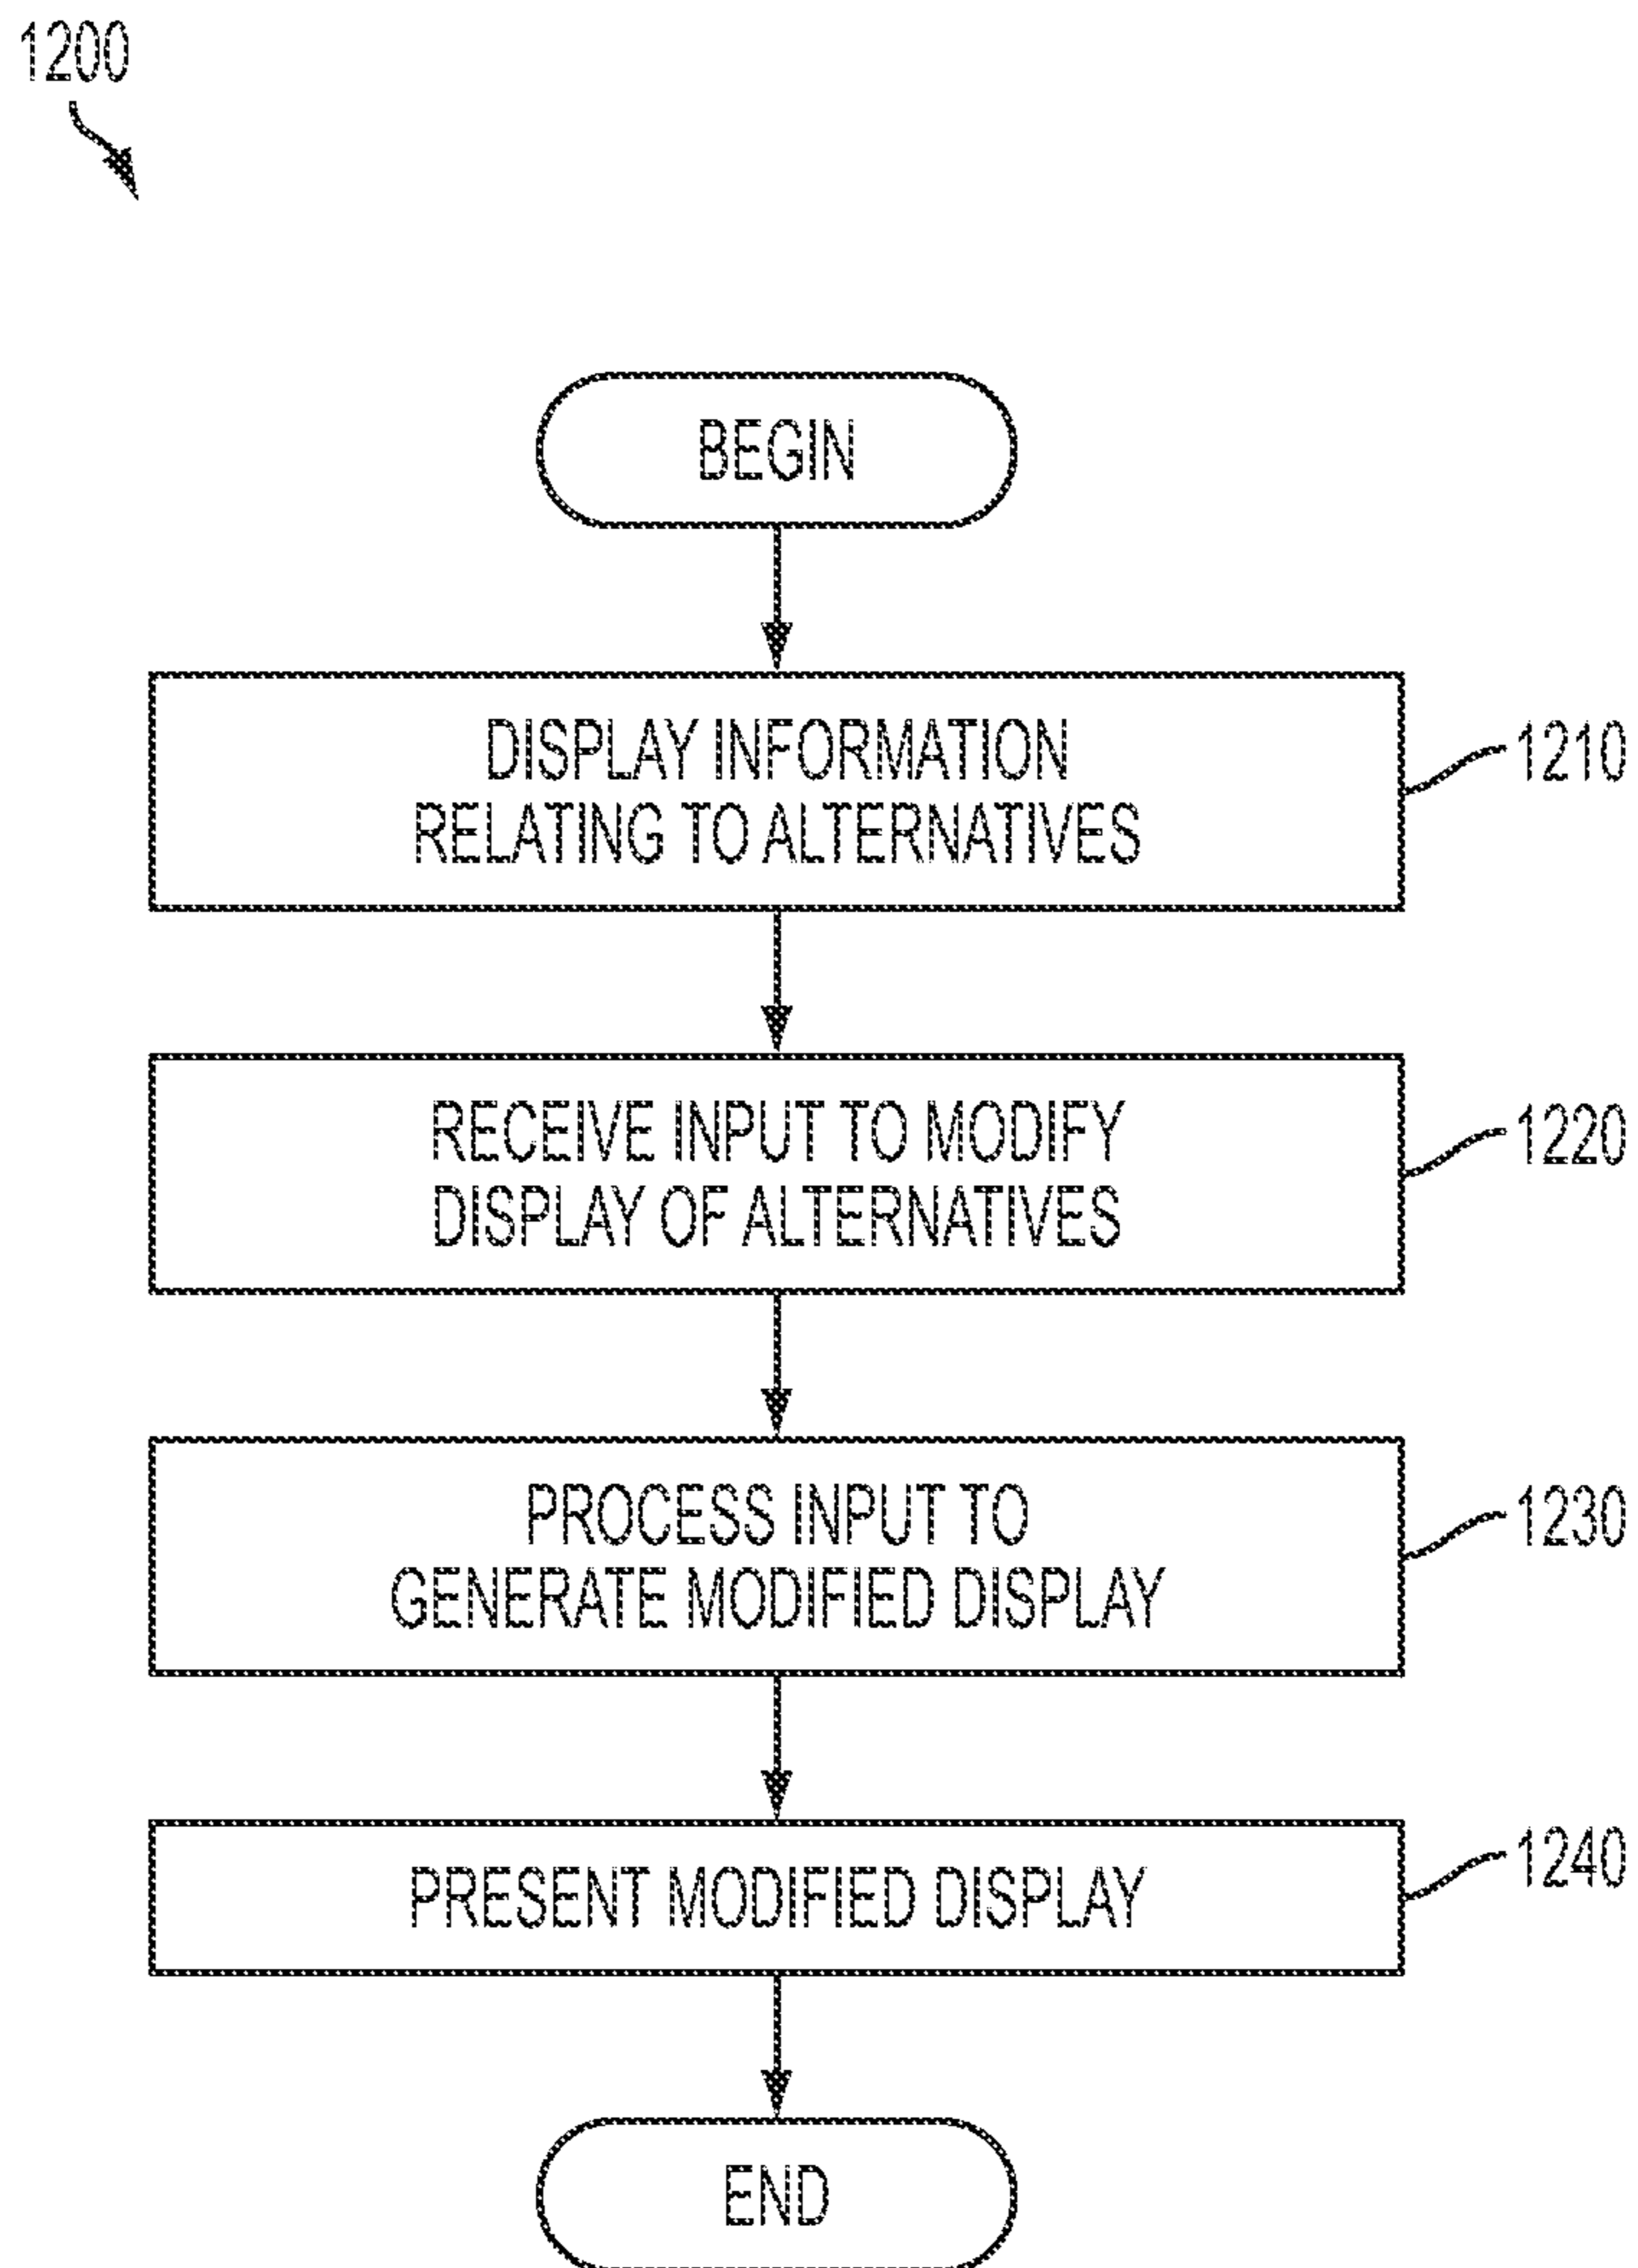 1200
BEGIN
DISPLAY INFORMATION
RELATING TO ALTERNATIVES
1210
RECEIVE INPUT TO MODIFY
DISPLAY OF ALTERNATIVES
1220
PROCESS INPUT TO
GENERATE MODIFIED DISPLAY
1230
PRESENT MODIFIED DISPLAY
1240
END